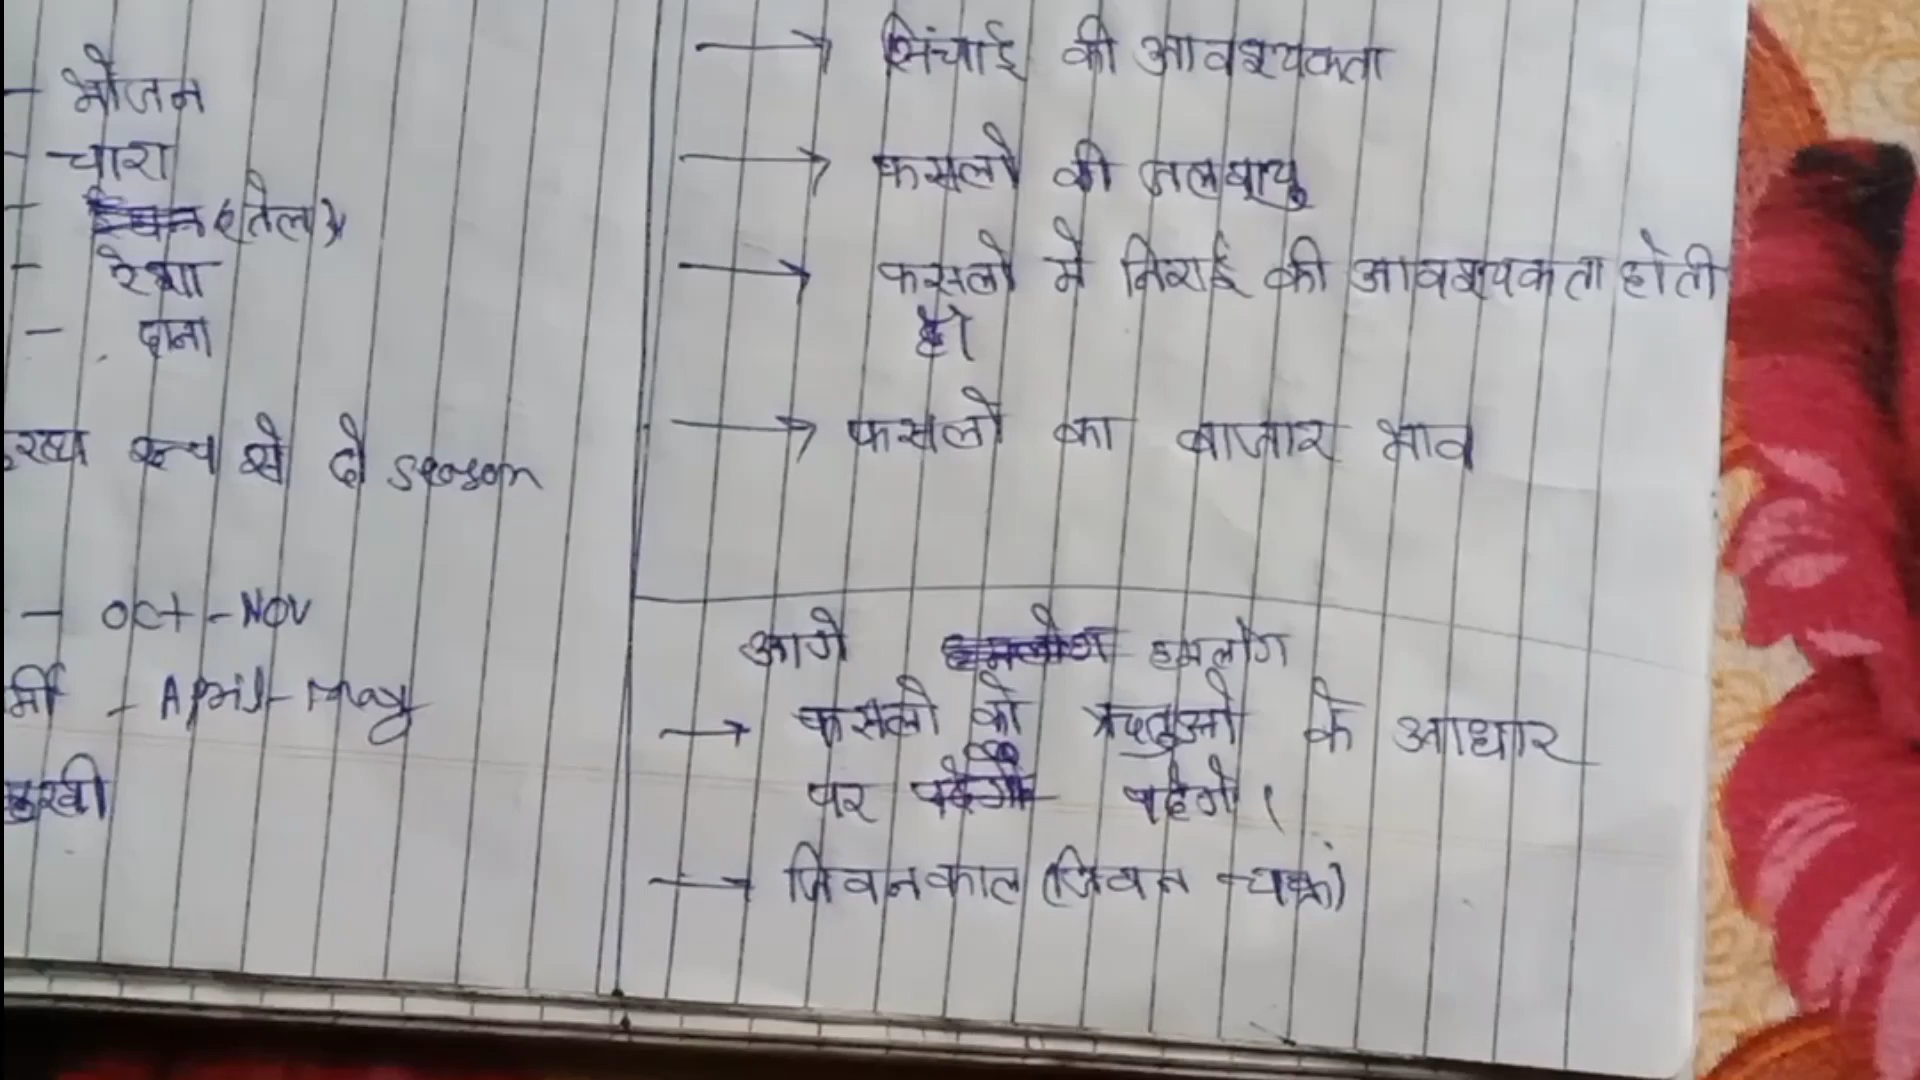 - भोजन
- चारा
- (तेल)
- रेशा
- दाना
रूप से दो season
- Oct-Nov
र्मी - April-May
→ सिंचाई की आवश्यकता
→ फसलो की जलवायु
→ फसलो मे निराई की आवश्यकता होती
है।
→ फसलो का बाजार भाव
आगे हमलोग
→ फसलो को ऋतुओ के आधार
पर पढेगे।
→ जिवनकाल (जिवन चक्र)